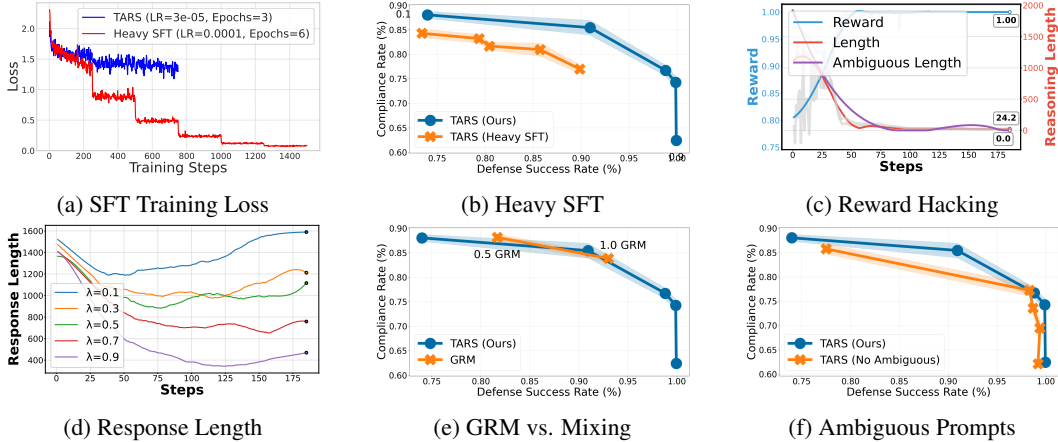 TARS (LR=3e-05, Epochs=3)
Heavy SFT (LR=0.0001, Epochs=6)
Loss
2.0
1.5
1.0
0.5
0.0
0 200 400 600 800 1000 1200 1400
Training Steps
(a) SFT Training Loss
Compliance Rate (%)
0.90
0.85
0.80
0.75
0.70
0.65
0.60
0.1
0.9
TARS (Ours)
TARS (Heavy SFT)
0.75 0.80 0.85 0.90 0.95 1.00
Defense Success Rate (%)
(b) Heavy SFT
Reward
1.00
0.95
0.90
0.85
0.80
0.75
Reward
Length
Ambiguous Length
1.00
24.2
0.0
2000
1500
1000
500
0
Reasoning Length
0 25 50 75 100 125 150 175
Steps
(c) Reward Hacking
Response Length
1600
1400
1200
1000
800
600
400
λ=0.1
λ=0.3
λ=0.5
λ=0.7
λ=0.9
0 25 50 75 100 125 150 175
Steps
(d) Response Length
Compliance Rate (%)
0.90
0.85
0.80
0.75
0.70
0.65
0.60
0.5 GRM
1.0 GRM
TARS (Ours)
GRM
0.75 0.80 0.85 0.90 0.95 1.00
Defense Success Rate (%)
(e) GRM vs. Mixing
Compliance Rate (%)
0.90
0.85
0.80
0.75
0.70
0.65
0.60
TARS (Ours)
TARS (No Ambiguous)
0.75 0.80 0.85 0.90 0.95 1.00
Defense Success Rate (%)
(f) Ambiguous Prompts